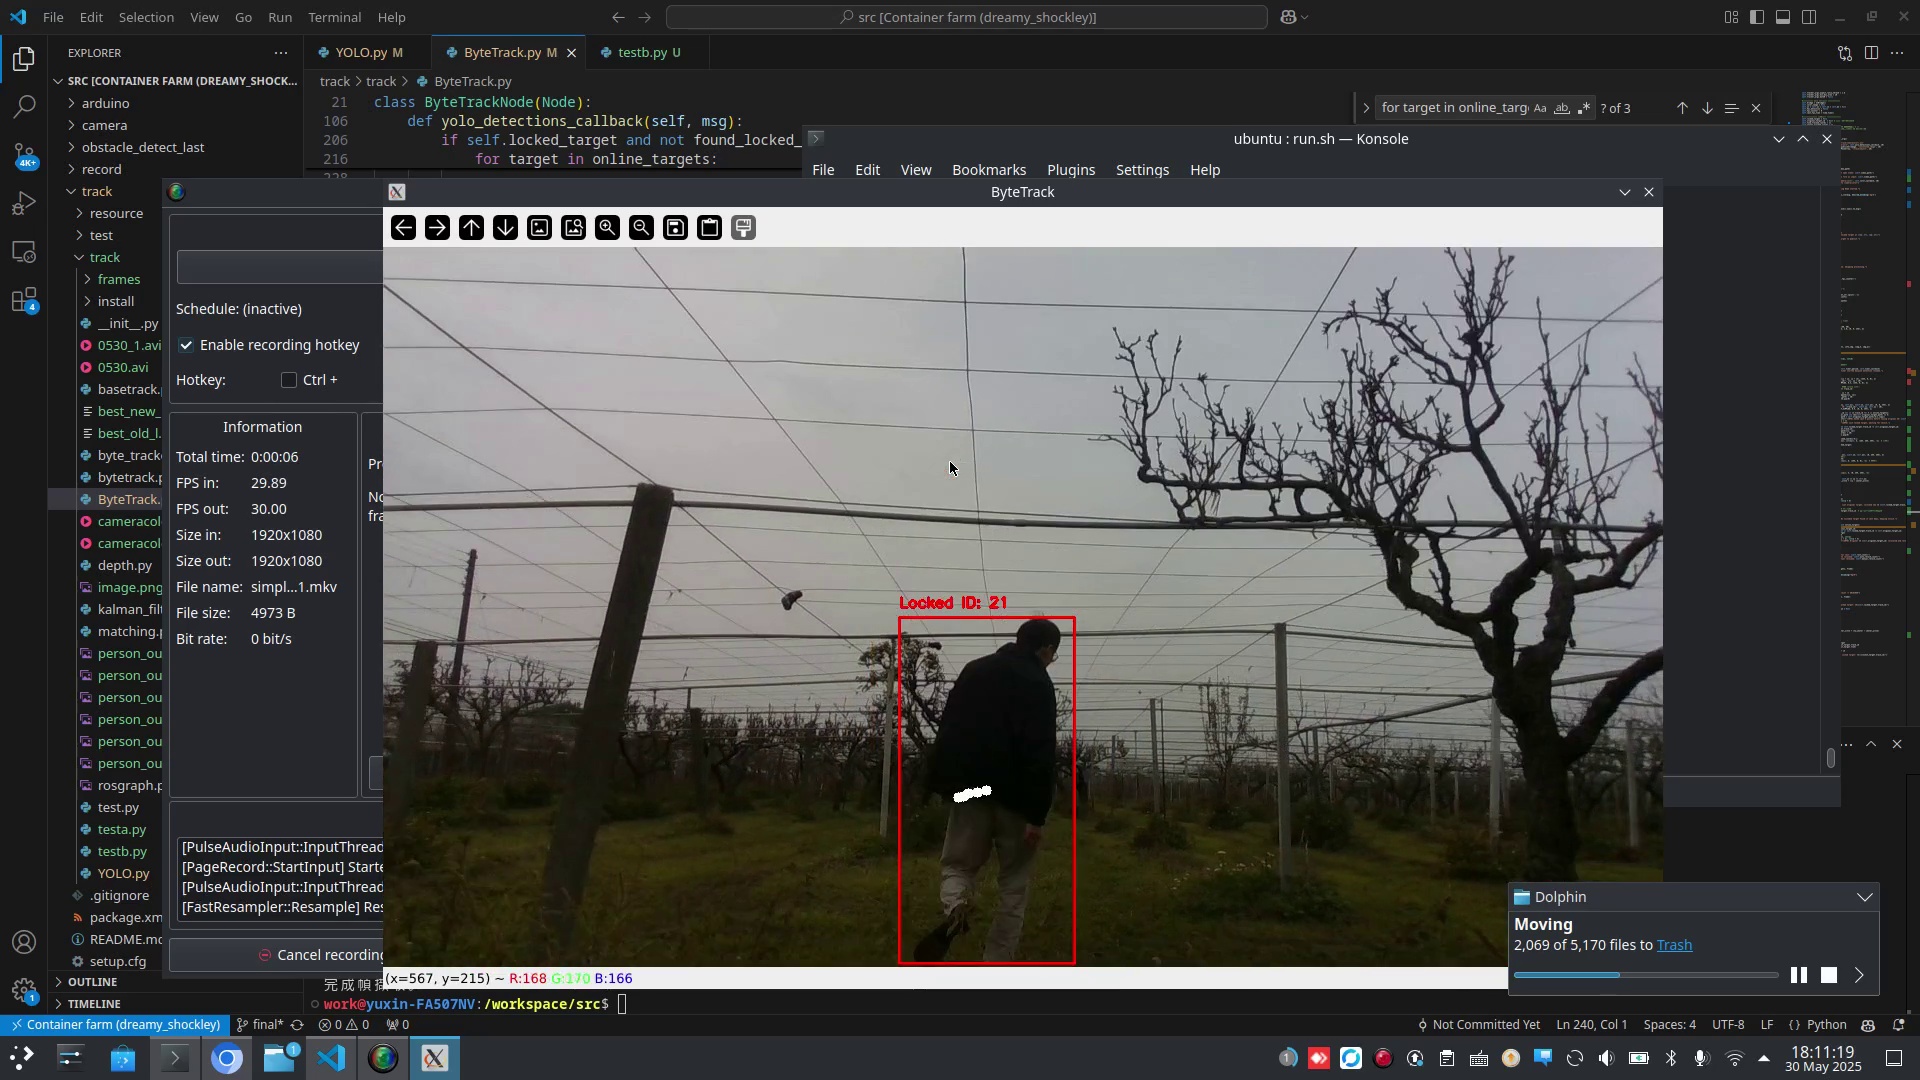 File Edit Selection View Go Run Terminal Help
src [Container farm (dreamy_shockley)]
EXPLORER
YOLO.py M
ByteTrack.py M
testb.py U
SRC [CONTAINER FARM (DREAMY_SHOCK...
track > track > ByteTrack.py
arduino
camera
obstacle_detect_last
record
track
resource
test
track
frames
install
__init__.py
0530_1.avi
0530.avi
basetrack.
best_new_
best_old_l.
byte_track
bytetrack.p
ByteTrack.
cameracol
cameracol
depth.py
image.png
kalman_filt
matching.p
person_ou
person_ou
person_ou
person_ou
person_ou
person_ou
rosgraph.p
test.py
testa.py
testb.py
YOLO.py
.gitignore
package.xm
README.md
setup.cfg
OUTLINE
TIMELINE
4K+
4
1
21 class ByteTrackNode(Node):
106 def yolo_detections_callback(self, msg):
206 if self.locked_target and not found_locked_
216 for target in online_targets:
for target in online_targ
Aa ab
? of 3
ubuntu : run.sh — Konsole
File Edit View Bookmarks Plugins Settings Help
ByteTrack
Schedule: (inactive)
Enable recording hotkey
Hotkey: Ctrl +
Information
Total time: 0:00:06
FPS in: 29.89
FPS out: 30.00
Size in: 1920x1080
Size out: 1920x1080
File name: simpl...1.mkv
File size: 4973 B
Bit rate: 0 bit/s
[PulseAudioInput::InputThread
[PageRecord::StartInput] Starte
[PulseAudioInput::InputThread
[FastResampler::Resample] Res
Cancel recording
Locked ID: 21
(x=567, y=215) ~ R:168 G:170 B:166
Dolphin
Moving
2,069 of 5,170 files to Trash
work@yuxin-FA507NV:/workspace/src$
Container farm (dreamy_shockley)
final*
0 0
0
Not Committed Yet
Ln 240, Col 1
Spaces: 4
UTF-8
LF
{} Python
1
1
18:11:19
30 May 2025